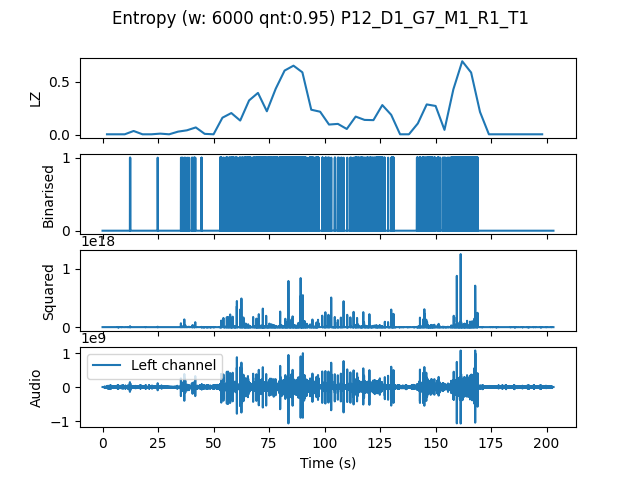 Entropy (w: 6000 qnt:0.95) P12_D1_G7_M1_R1_T1
LZ
0.5
0.0
Binarised
1
0
1e18
Squared
1
0
1e9
Audio
1
0
−1
Left channel
0 25 50 75 100 125 150 175 200
Time (s)